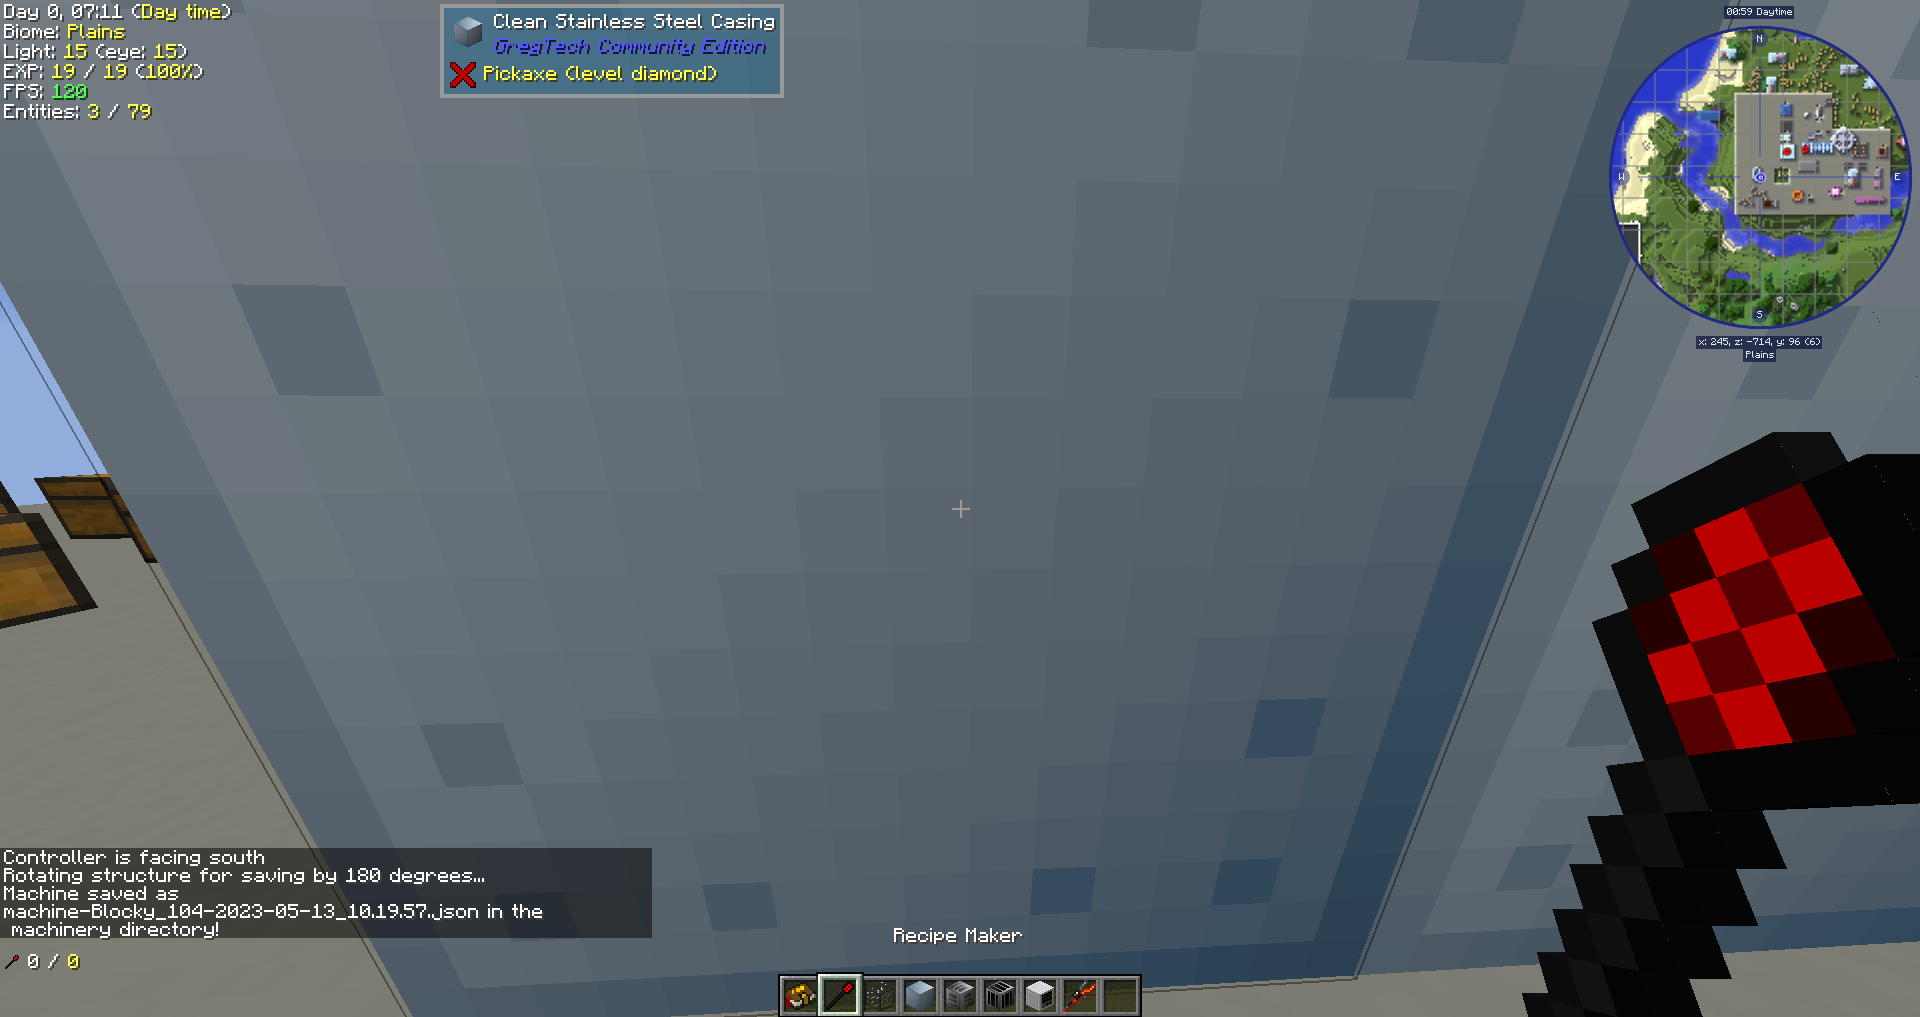 Day 0, 07:11 (Day time)
Biome: Plains
Light: 15 (eye: 15)
EXP: 19 / 19 (100%)
FPS: 120
Entities: 3 / 79
Clean Stainless Steel Casing
GregTech Community Edition
Pickaxe (level diamond)
00:59 Daytime
N
W
E
S
x: 245, z: -714, y: 96 (6)
Plains
Controller is facing south
Rotating structure for saving by 180 degrees...
Machine saved as
machine-Blocky_104-2023-05-13_10.19.57..json in the
machinery directory!
0 / 0
Recipe Maker